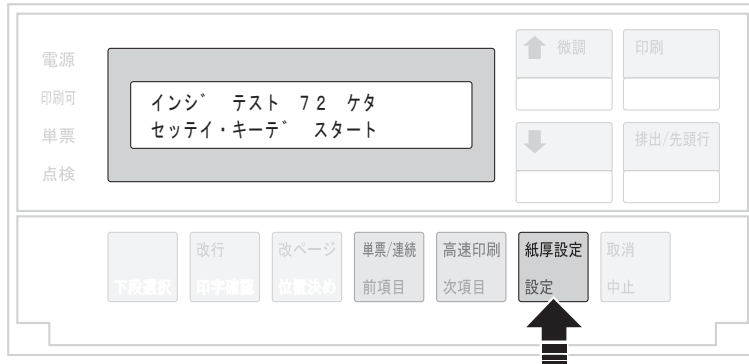 電源
印刷可
単票
点検
インジ゛ テスト 72 ケタ
セッテイ・キーデ゛ スタート
微調
印刷
排出/先頭行
下段選択
改行
印字確認
改ページ
位置決め
単票/連続
前項目
高速印刷
次項目
紙厚設定
設定
取消
中止